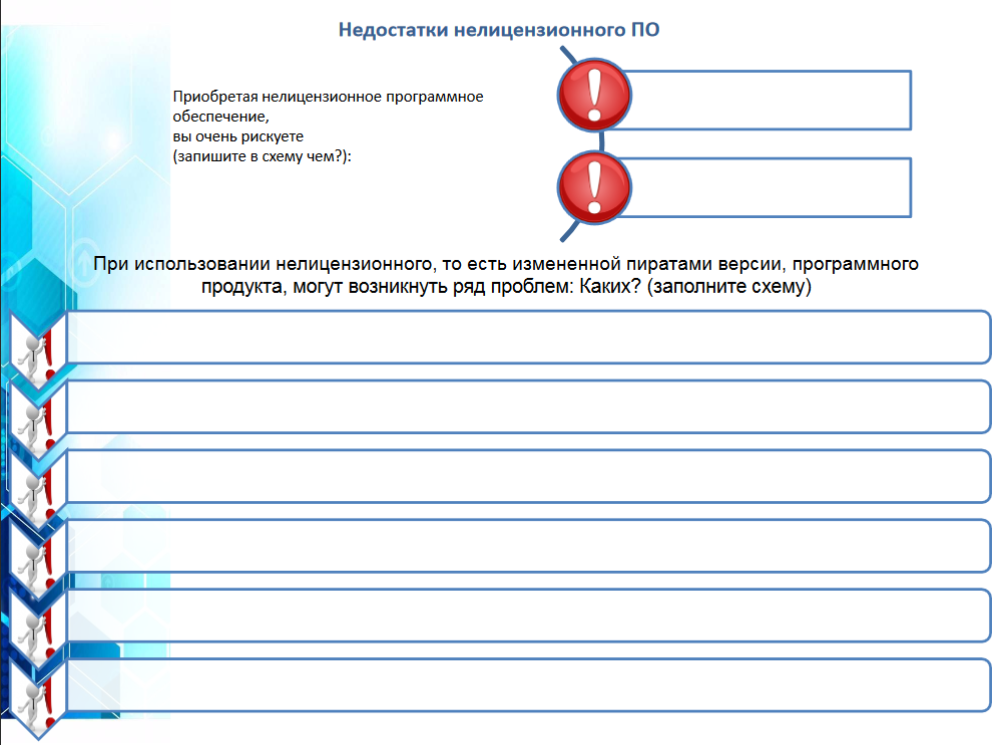 Недостатки нелицензионного ПО
Приобретая нелицензионное программное
обеспечение,
вы очень рискуете
(запишите в схему чем?):
При использовании нелицензионного, то есть измененной пиратами версии, программного
продукта, могут возникнуть ряд проблем: Каких? (заполните схему)